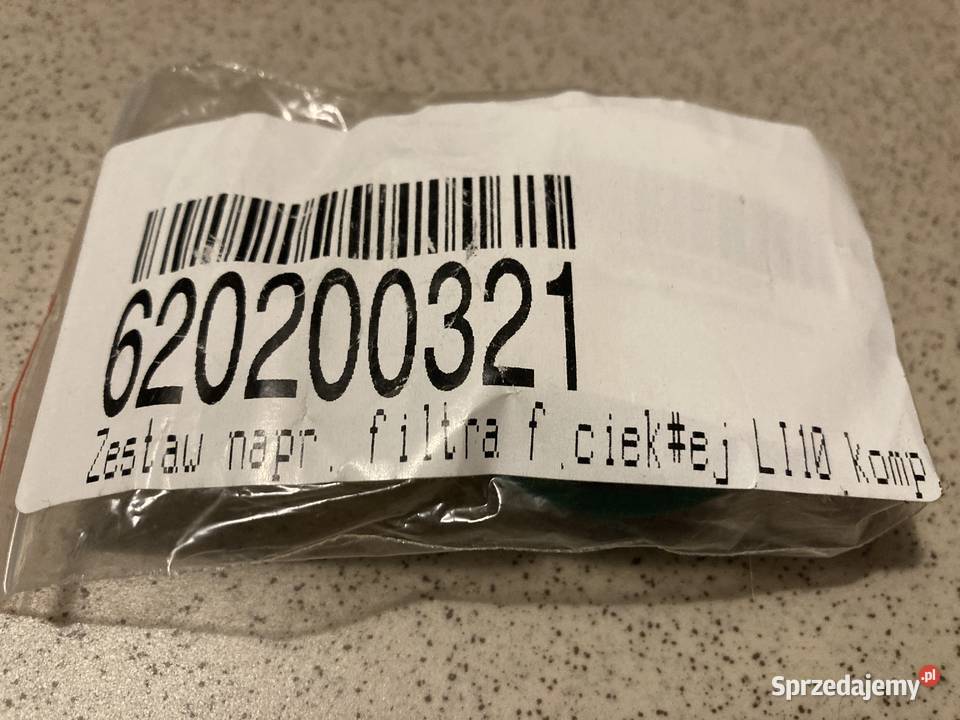 620200321
Zestaw napr. filtra f.ciek#ej LI10,komp
Sprzedajemy.pl